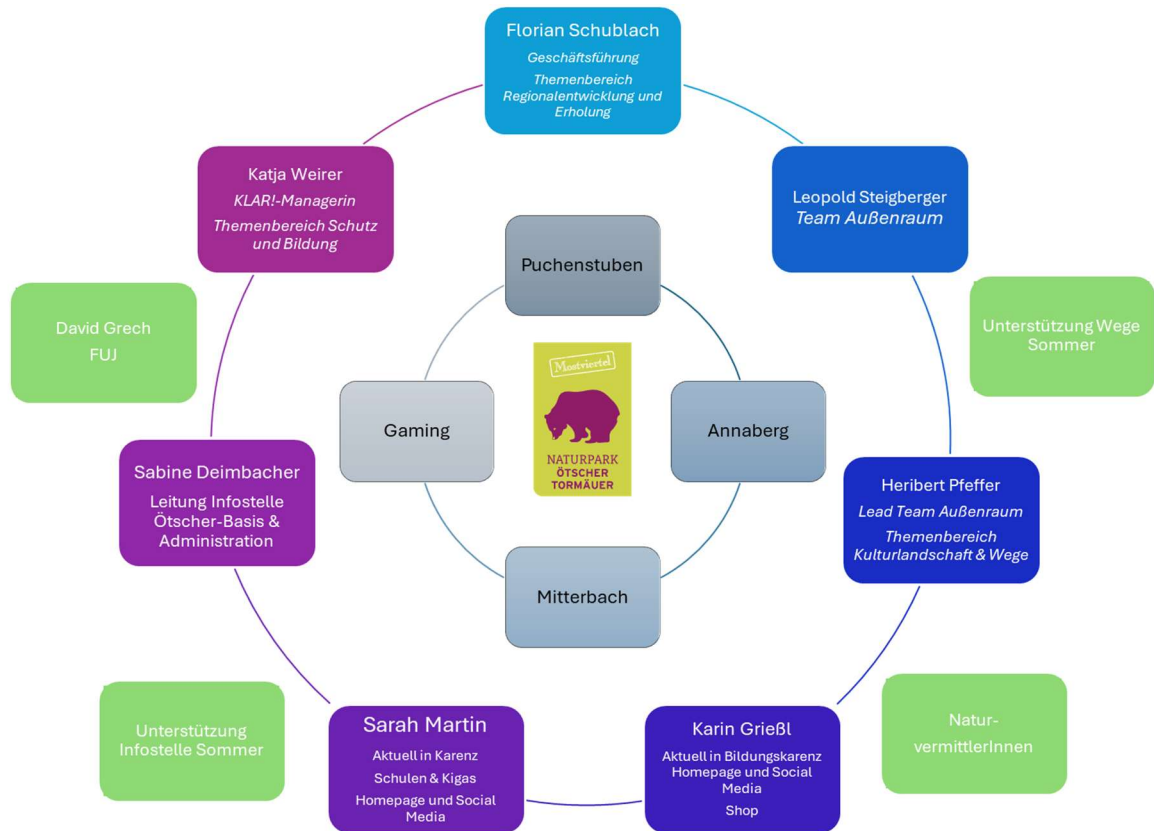 Florian Schublach
Geschäftsführung
Themenbereich
Regionalentwicklung und
Erholung
Katja Weirer
KLAR!-Managerin
Themenbereich Schutz
und Bildung
Leopold Steigberger
Team Außenraum
Puchenstuben
David Grech
FUJ
Unterstützung Wege
Sommer
Mostviertel
NATURPARK
ÖTSCHER
TORMÄUER
Gaming
Annaberg
Sabine Deimbacher
Leitung Infostelle
Ötscher-Basis &
Administration
Heribert Pfeffer
Lead Team Außenraum
Themenbereich
Kulturlandschaft & Wege
Mitterbach
Unterstützung
Infostelle Sommer
Sarah Martin
Aktuell in Karenz
Schulen & Kigas
Homepage und Social
Media
Karin Grießl
Aktuell in Bildungskarenz
Homepage und Social
Media
Shop
Natur-
vermittlerInnen